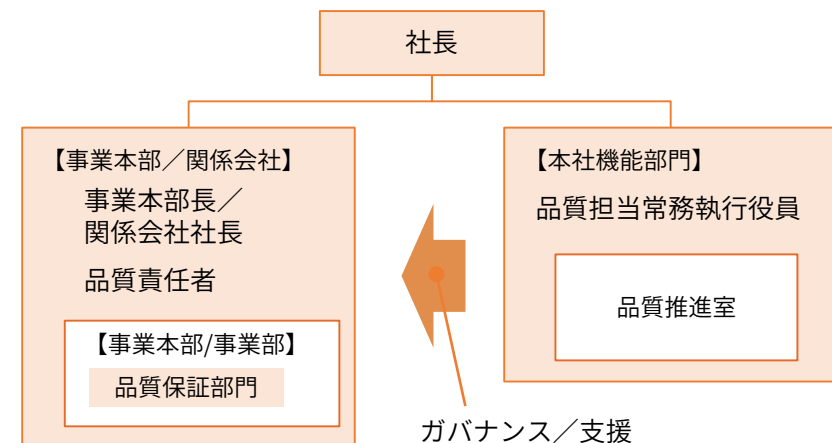 社長
【事業本部／関係会社】
事業本部長／
関係会社社長
品質責任者
【事業本部/事業部】
品質保証部門
【本社機能部門】
品質担当常務執行役員
品質推進室
ガバナンス／支援